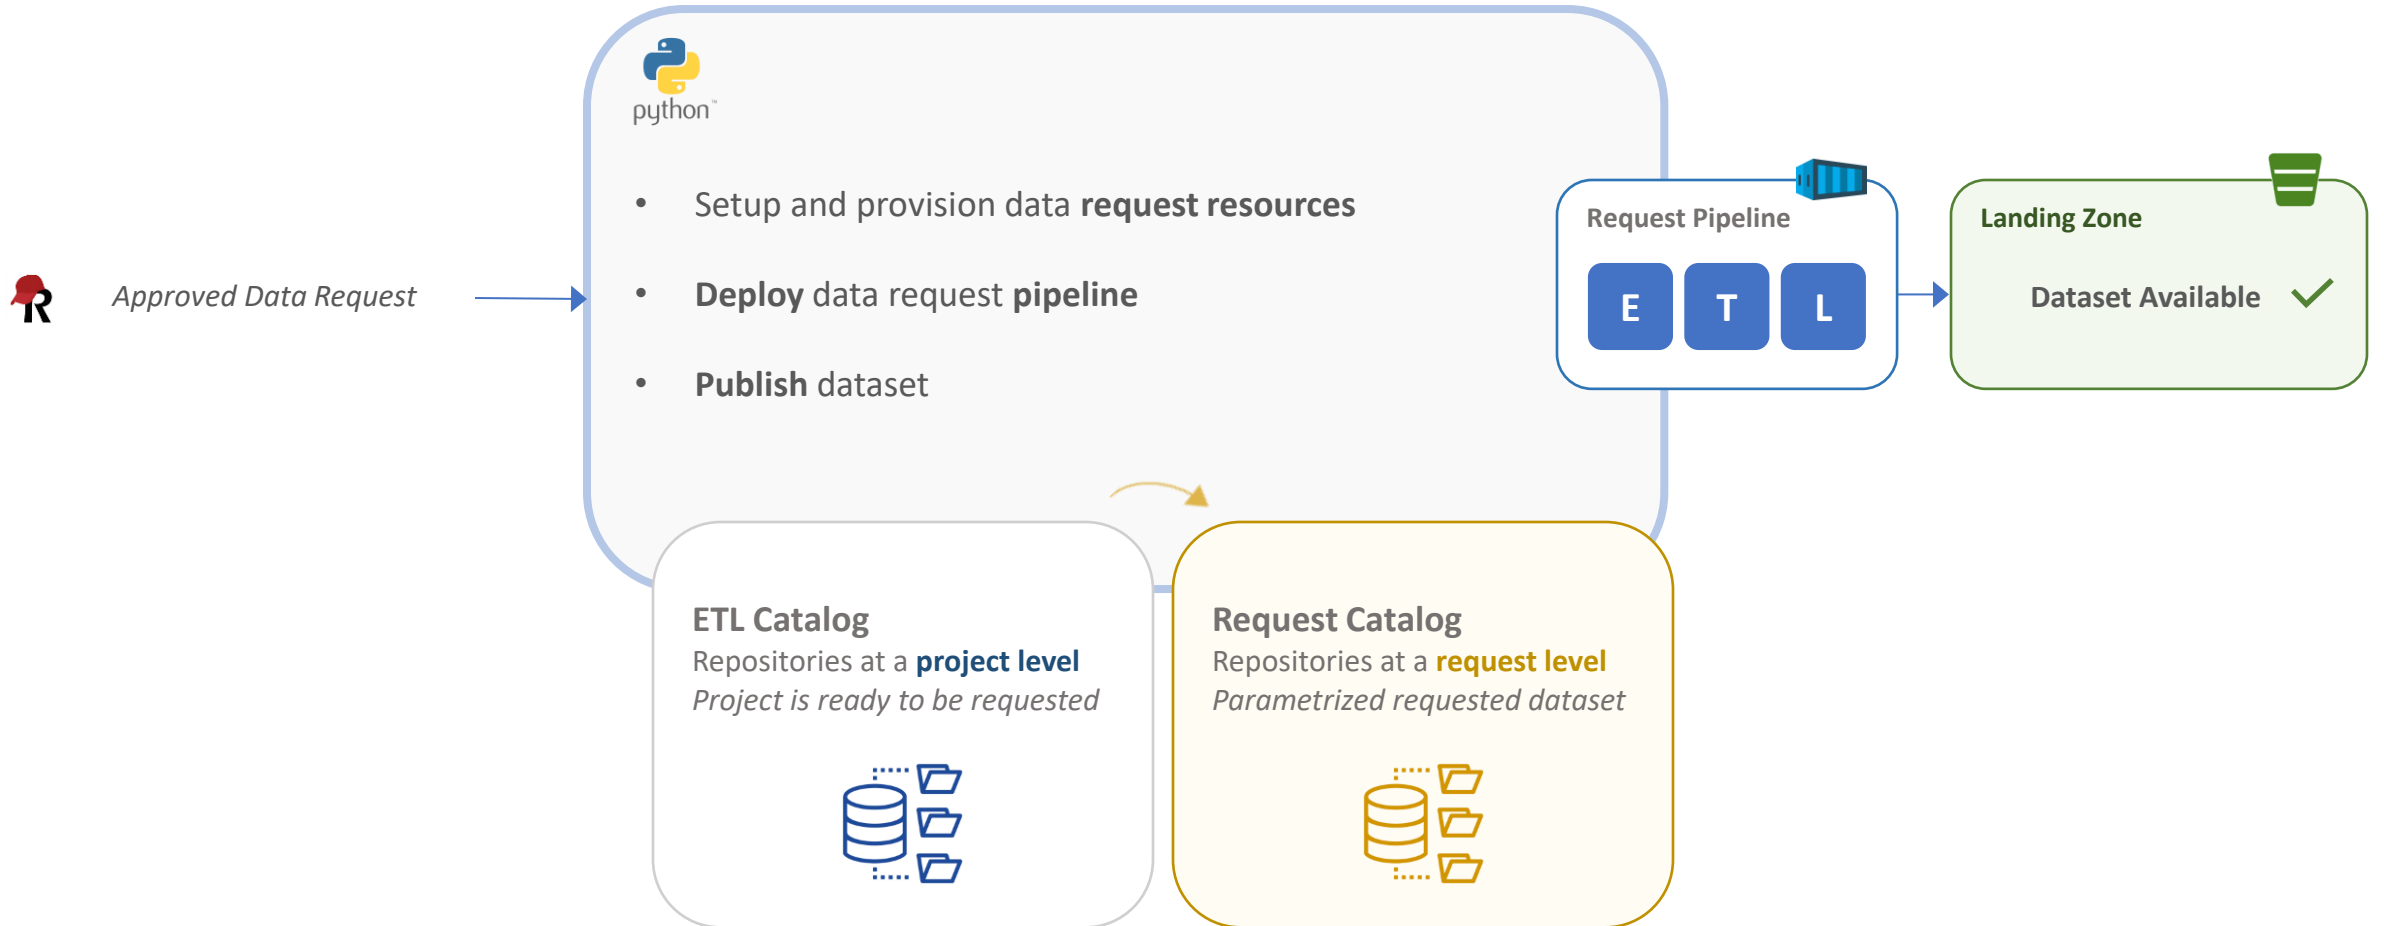 python™
• Setup and provision data request resources
• Deploy data request pipeline
• Publish dataset
R
Approved Data Request
Request Pipeline
E T L
Landing Zone
Dataset Available
ETL Catalog
Repositories at a project level
Project is ready to be requested
Request Catalog
Repositories at a request level
Parametrized requested dataset